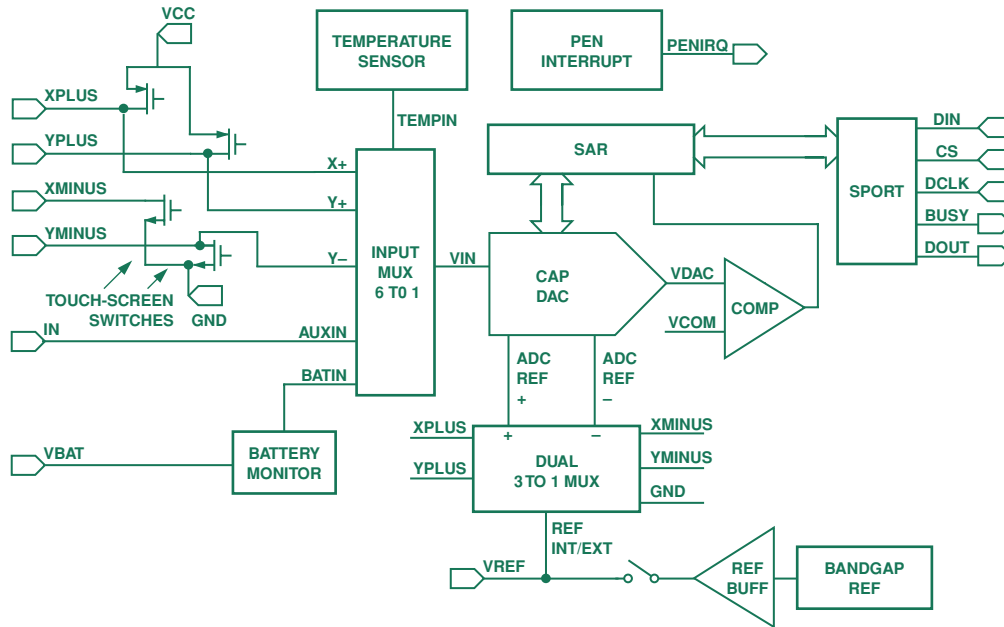 VCC
TEMPERATURE
SENSOR
PEN
INTERRUPT
PENIRQ
XPLUS
YPLUS
XMINUS
YMINUS
TOUCH-SCREEN
SWITCHES
GND
IN
VBAT
TEMPIN
X+
Y+
Y–
AUXIN
BATIN
INPUT
MUX
6 T0 1
BATTERY
MONITOR
VIN
SAR
CAP
DAC
VDAC
VCOM
COMP
SPORT
DIN
CS
DCLK
BUSY
DOUT
ADC
REF
+
ADC
REF
–
XPLUS
YPLUS
+
–
DUAL
3 TO 1 MUX
XMINUS
YMINUS
GND
REF
INT/EXT
VREF
REF
BUFF
BANDGAP
REF